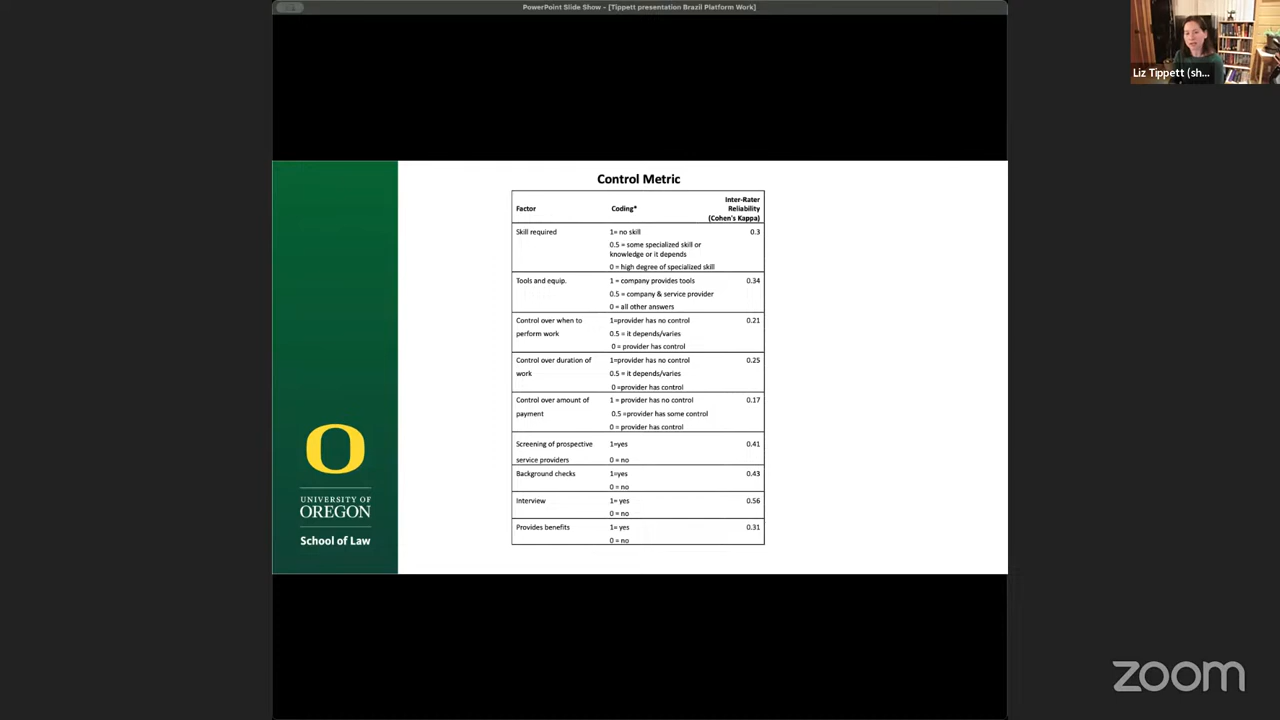 PowerPoint Slide Show - [Tippett presentation Brazil Platform Work]
Liz Tippett (sh...
Control Metric
Factor Coding* Inter-Rater Reliability (Cohen's Kappa)
Skill required 1= no skill 0.3
0.5 = some specialized skill or
knowledge or it depends
0 = high degree of specialized skill
Tools and equip. 1 = company provides tools 0.34
0.5 = company & service provider
0 = all other answers
Control over when to 1=provider has no control 0.21
perform work 0.5 = it depends/varies
0 = provider has control
Control over duration of 1=provider has no control 0.25
work 0.5 = it depends/varies
0 =provider has control
Control over amount of 1 = provider has no control 0.17
payment 0.5 =provider has some control
0 = provider has control
Screening of prospective 1=yes 0.41
service providers 0 = no
Background checks 1=yes 0.43
0 = no
Interview 1= yes 0.56
0 = no
Provides benefits 1= yes 0.31
0 = no
O
UNIVERSITY OF
OREGON
School of Law
zoom